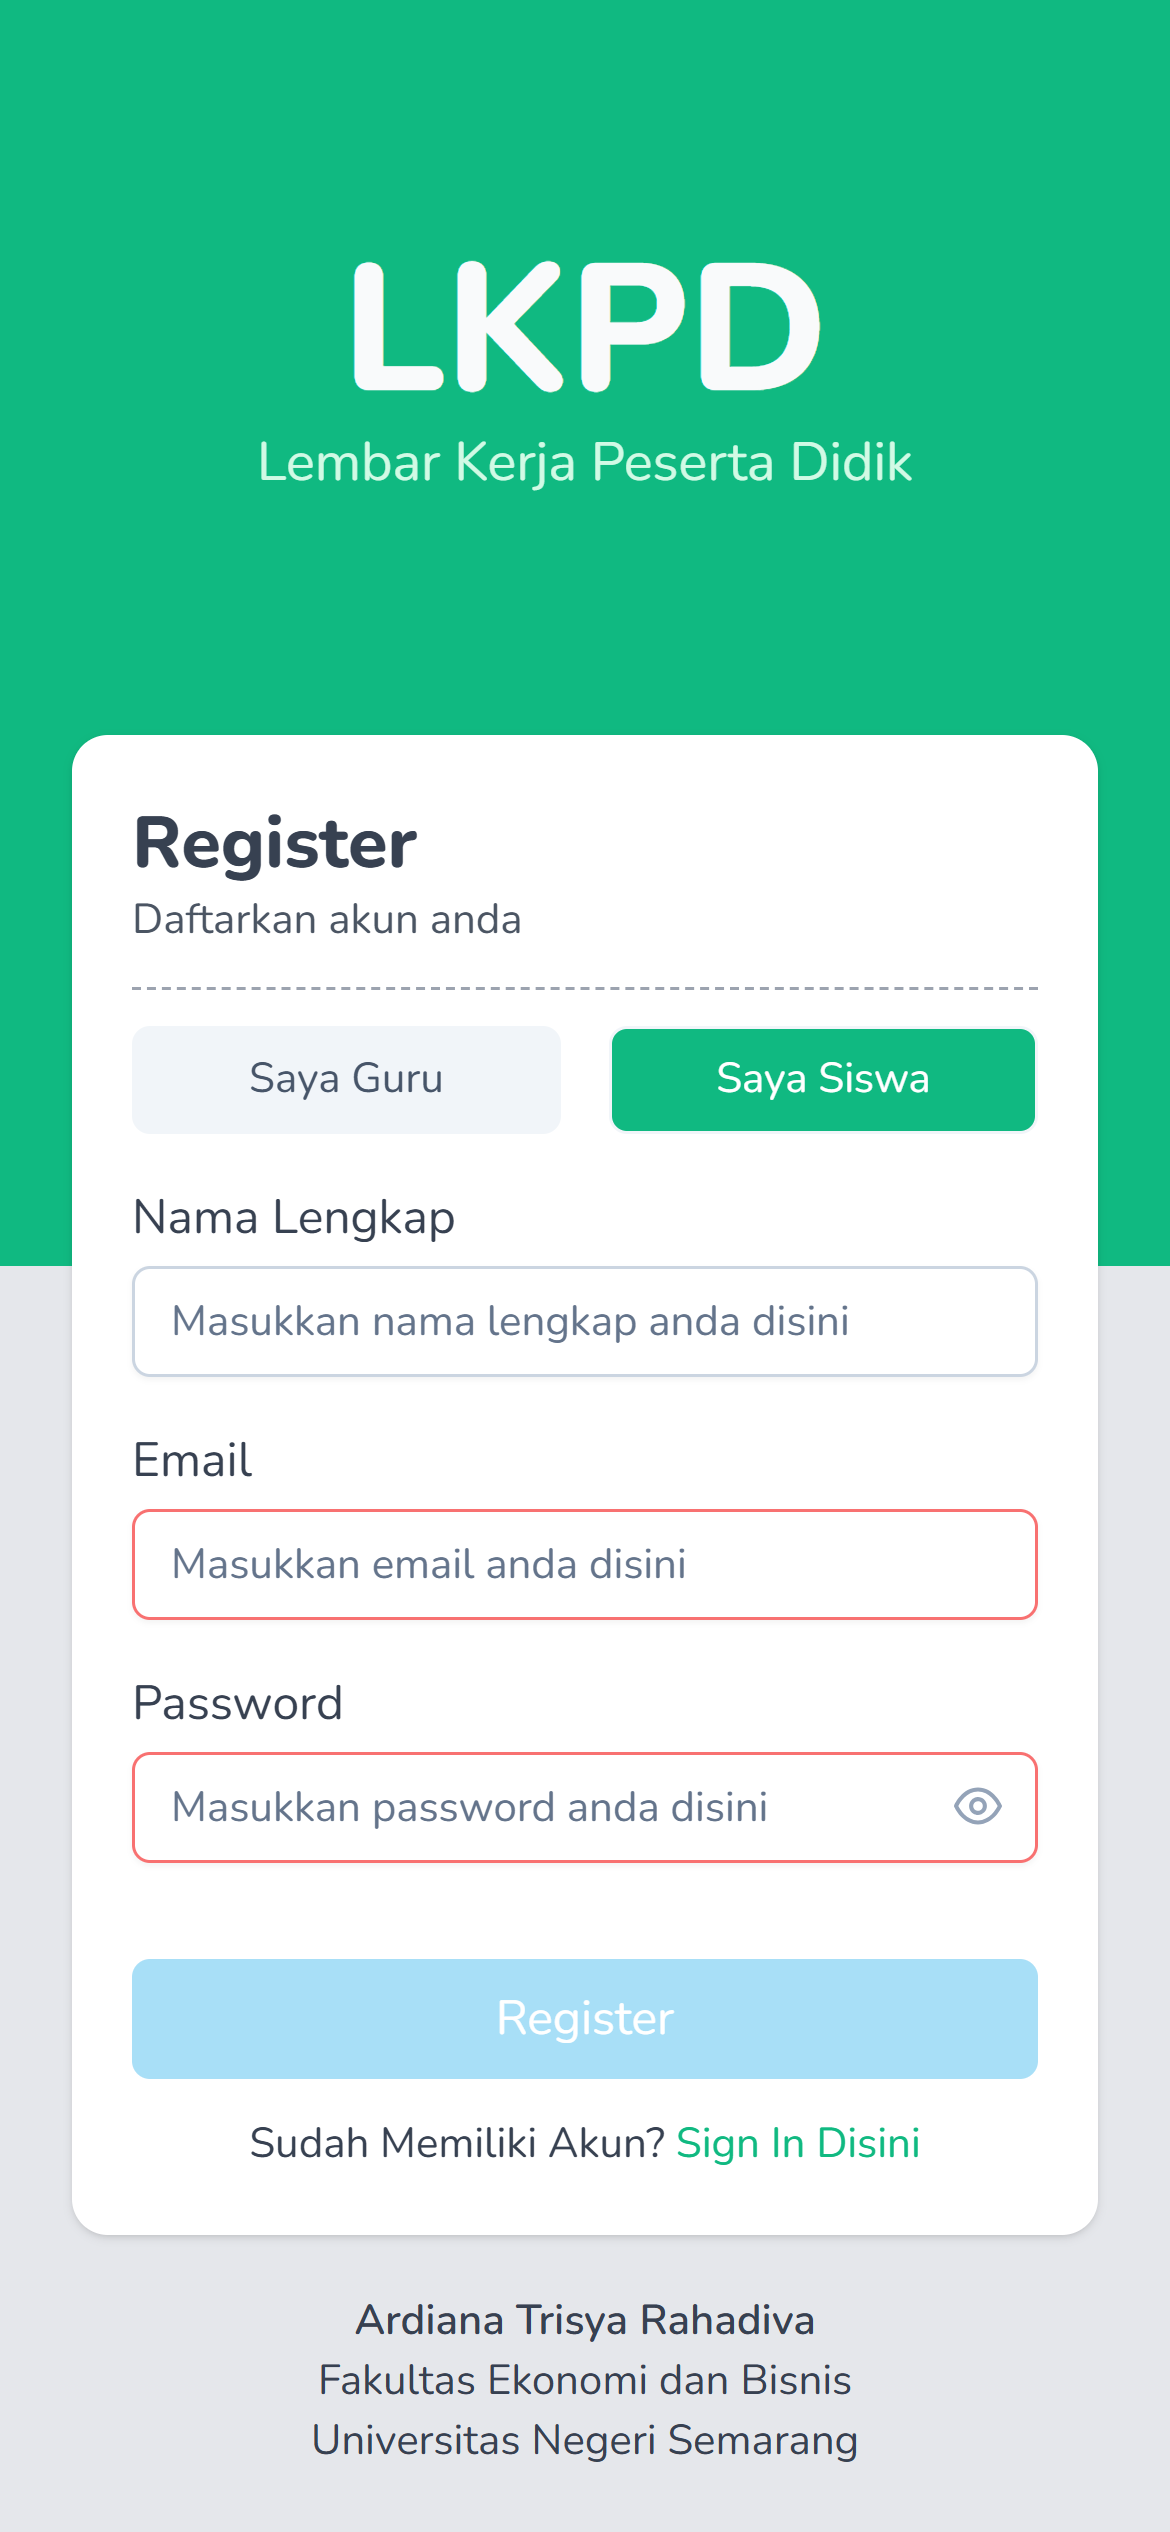 LKPD
Lembar Kerja Peserta Didik
Register
Daftarkan akun anda
Saya Guru
Saya Siswa
Nama Lengkap
Masukkan nama lengkap anda disini
Email
Masukkan email anda disini
Password
Masukkan password anda disini
Register
Sudah Memiliki Akun? Sign In Disini
Ardiana Trisya Rahadiva
Fakultas Ekonomi dan Bisnis
Universitas Negeri Semarang